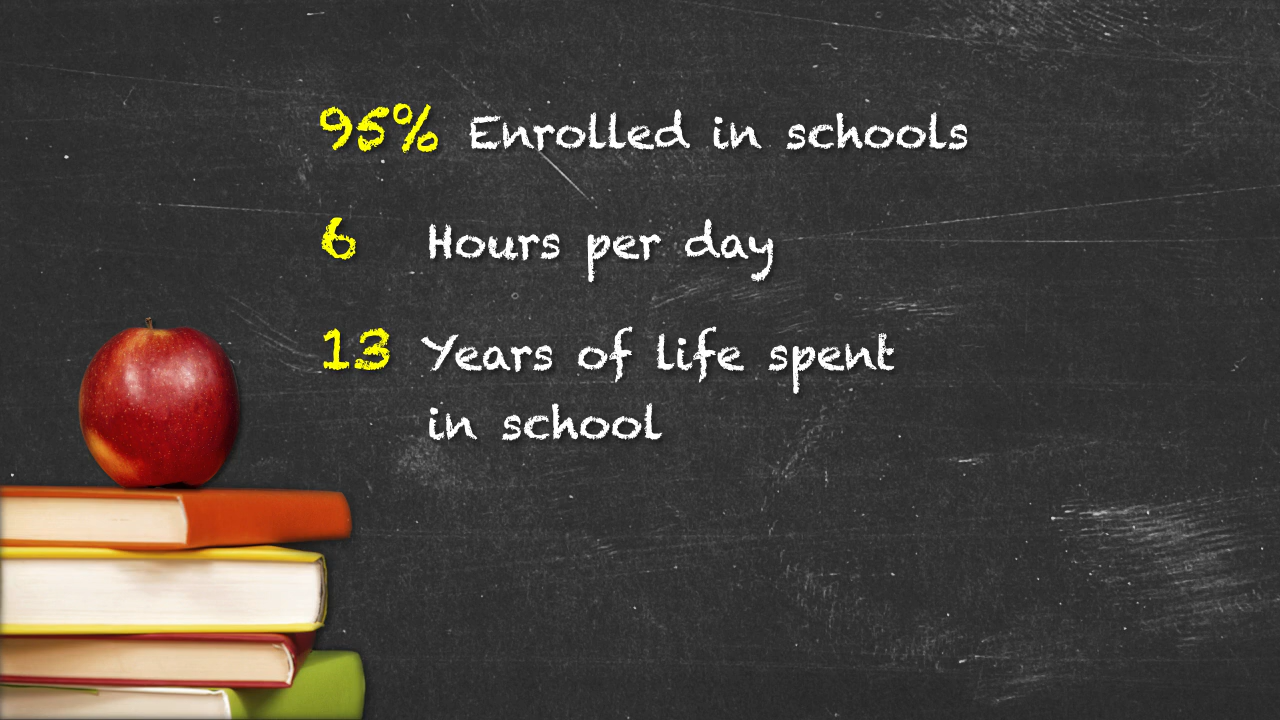 95% Enrolled in schools
6 Hours per day
13 Years of life spent
in school